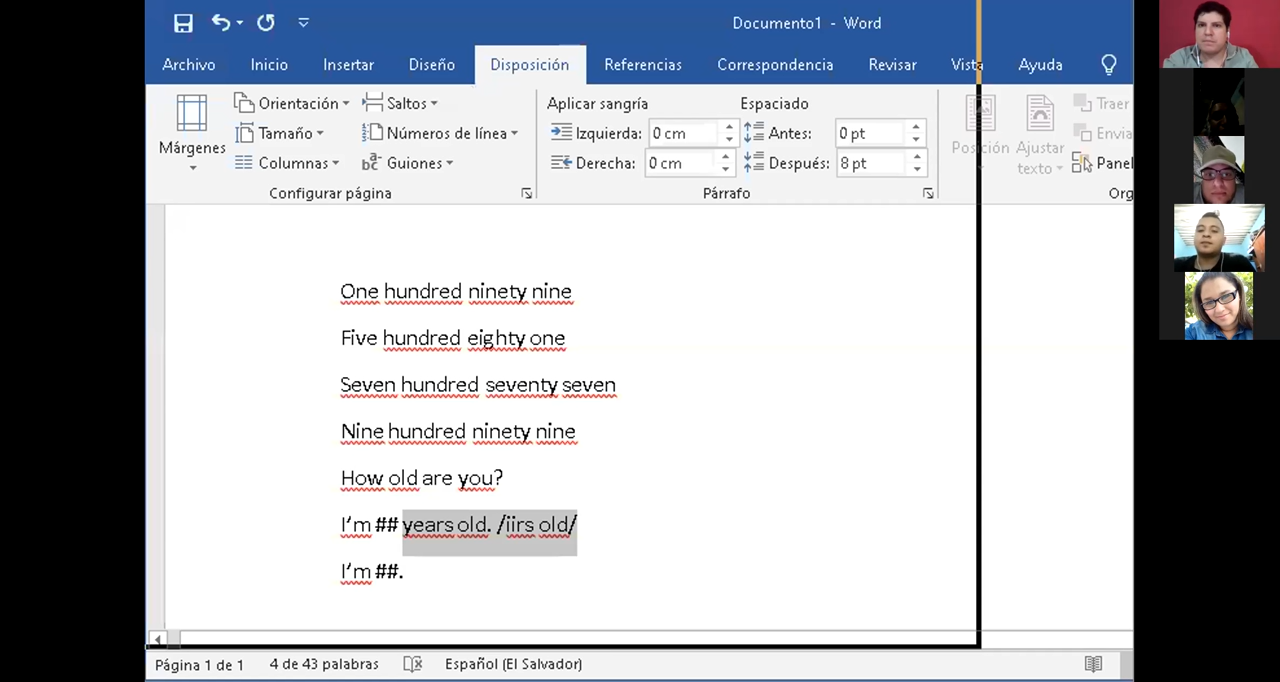 Documento1 - Word
Archivo Inicio Insertar Diseño Disposición Referencias Correspondencia Revisar Vista Ayuda
Márgenes
Orientación
Tamaño
Columnas
Saltos
Números de línea
Guiones
Configurar página
Aplicar sangría
Izquierda: 0 cm
Derecha: 0 cm
Espaciado
Antes: 0 pt
Después: 8 pt
Párrafo
Posición
Ajustar
texto
Traer
Envia
Panel
Org
One hundred ninety nine
Five hundred eighty one
Seven hundred seventy seven
Nine hundred ninety nine
How old are you?
I'm ## years old. /iirs old/
I'm ##.
Página 1 de 1 4 de 43 palabras Español (El Salvador)